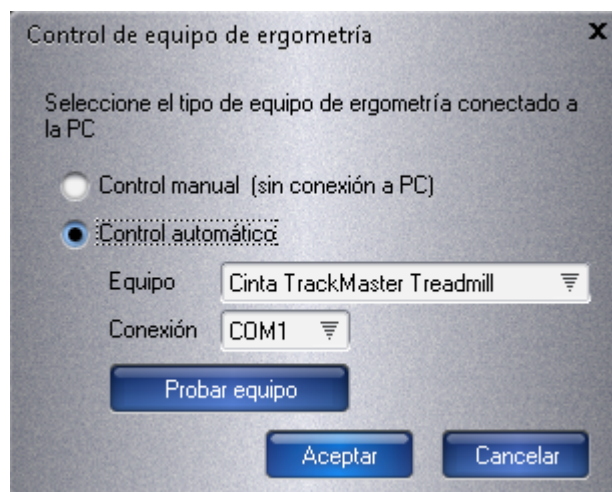 Control de equipo de ergometría
x
Seleccione el tipo de equipo de ergometría conectado a
la PC
Control manual (sin conexión a PC)
Control automático
Equipo Cinta TrackMaster Treadmill
Conexión COM1
Probar equipo
Aceptar Cancelar